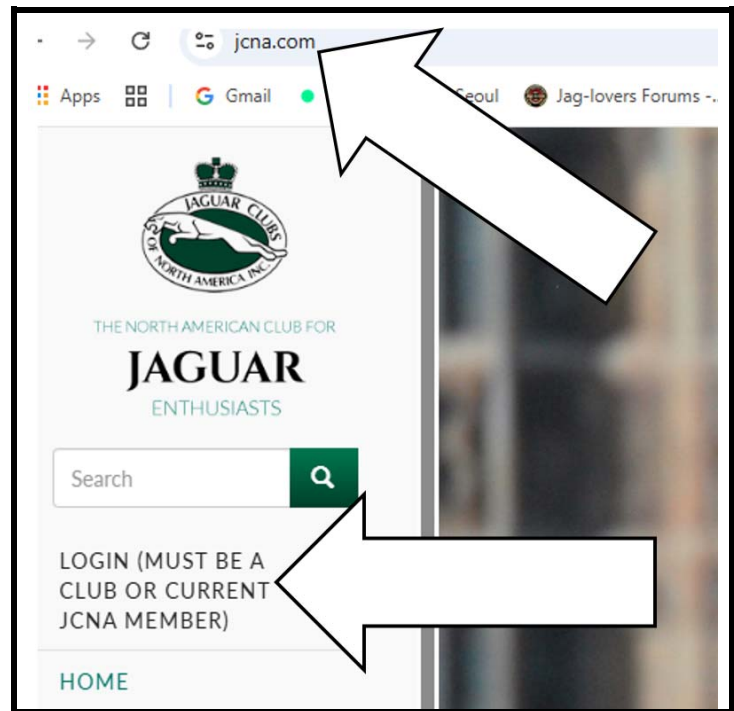 jcna.com
Apps Gmail Seoul Jag-lovers Forums -..
JAGUAR CLUBS
OF NORTH AMERICA INC.
THE NORTH AMERICAN CLUB FOR
JAGUAR
ENTHUSIASTS
Search
LOGIN (MUST BE A
CLUB OR CURRENT
JCNA MEMBER)
HOME